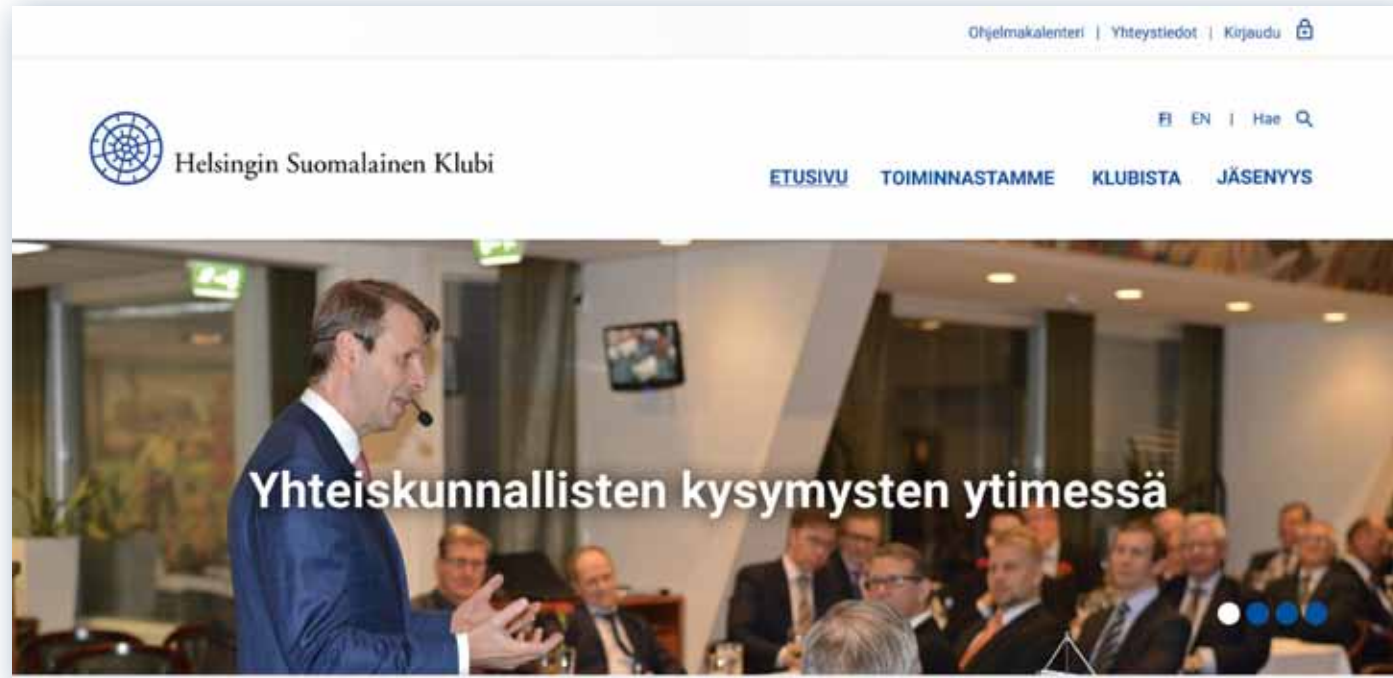 Ohjelmakalenteri | Yhteystiedot | Kirjaudu
FI EN | Hae
Helsingin Suomalainen Klubi
ETUSIVU TOIMINNASTAMME KLUBISTA JÄSENYYS
Yhteiskunnallisten kysymysten ytimessä